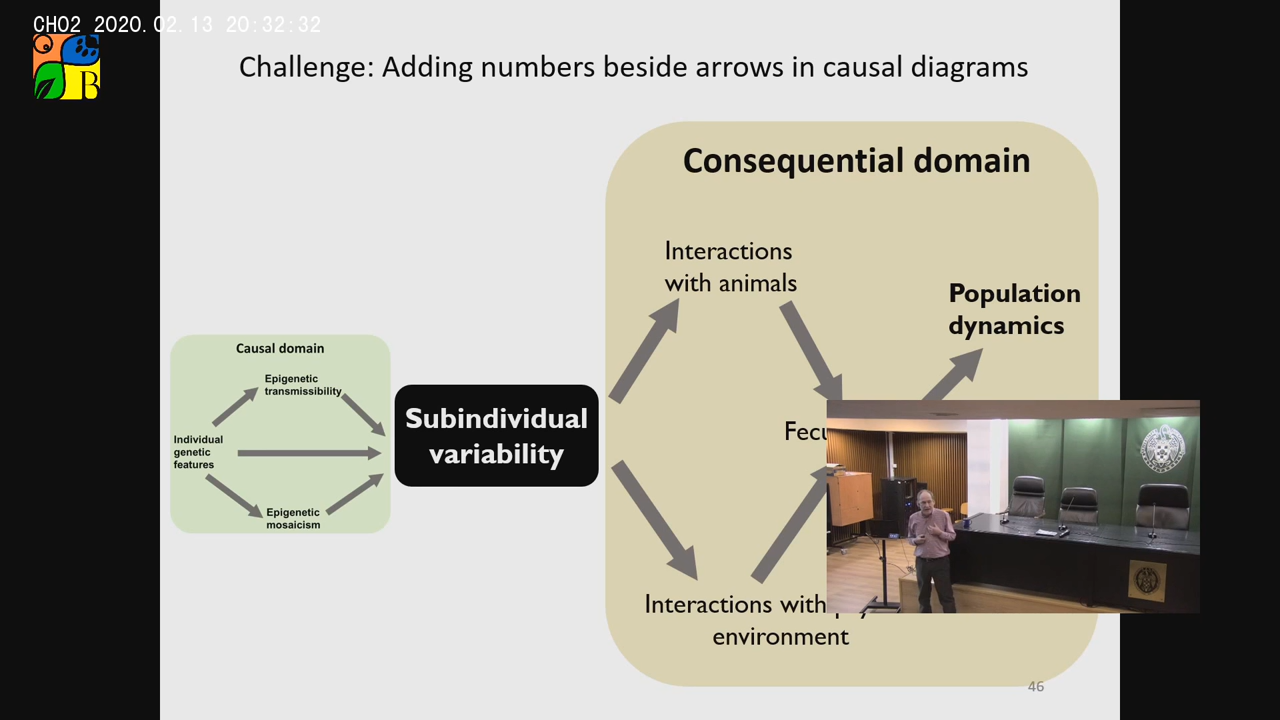 CH02 2020.02.13 20:32:32
B
Challenge: Adding numbers beside arrows in causal diagrams
Consequential domain
Interactions
with animals
Population
dynamics
Causal domain
Epigenetic
transmissibility
Individual
genetic
features
Epigenetic
mosaicism
Subindividual
variability
Interactions with
environment
46